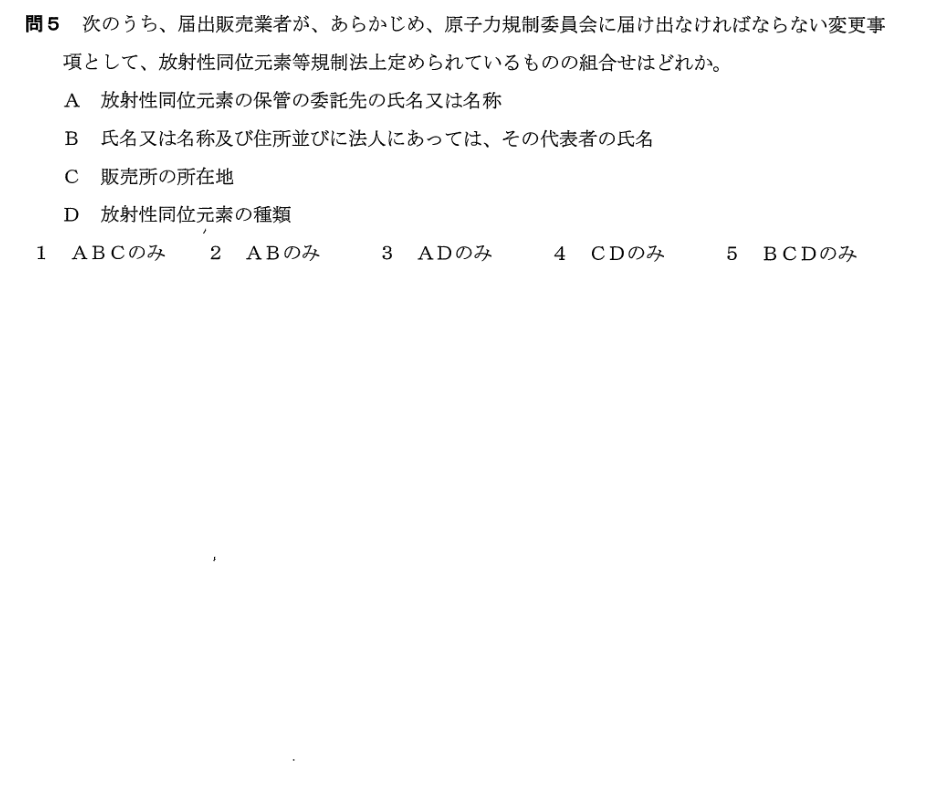 問5 次のうち、届出販売業者が、あらかじめ、原子力規制委員会に届け出なければならない変更事
項として、放射性同位元素等規制法上定められているものの組合せはどれか。
A 放射性同位元素の保管の委託先の氏名又は名称
B 氏名又は名称及び住所並びに法人にあっては、その代表者の氏名
C 販売所の所在地
D 放射性同位元素の種類
1 ABCのみ 2 ABのみ 3 ADのみ 4 CDのみ 5 BCDのみ